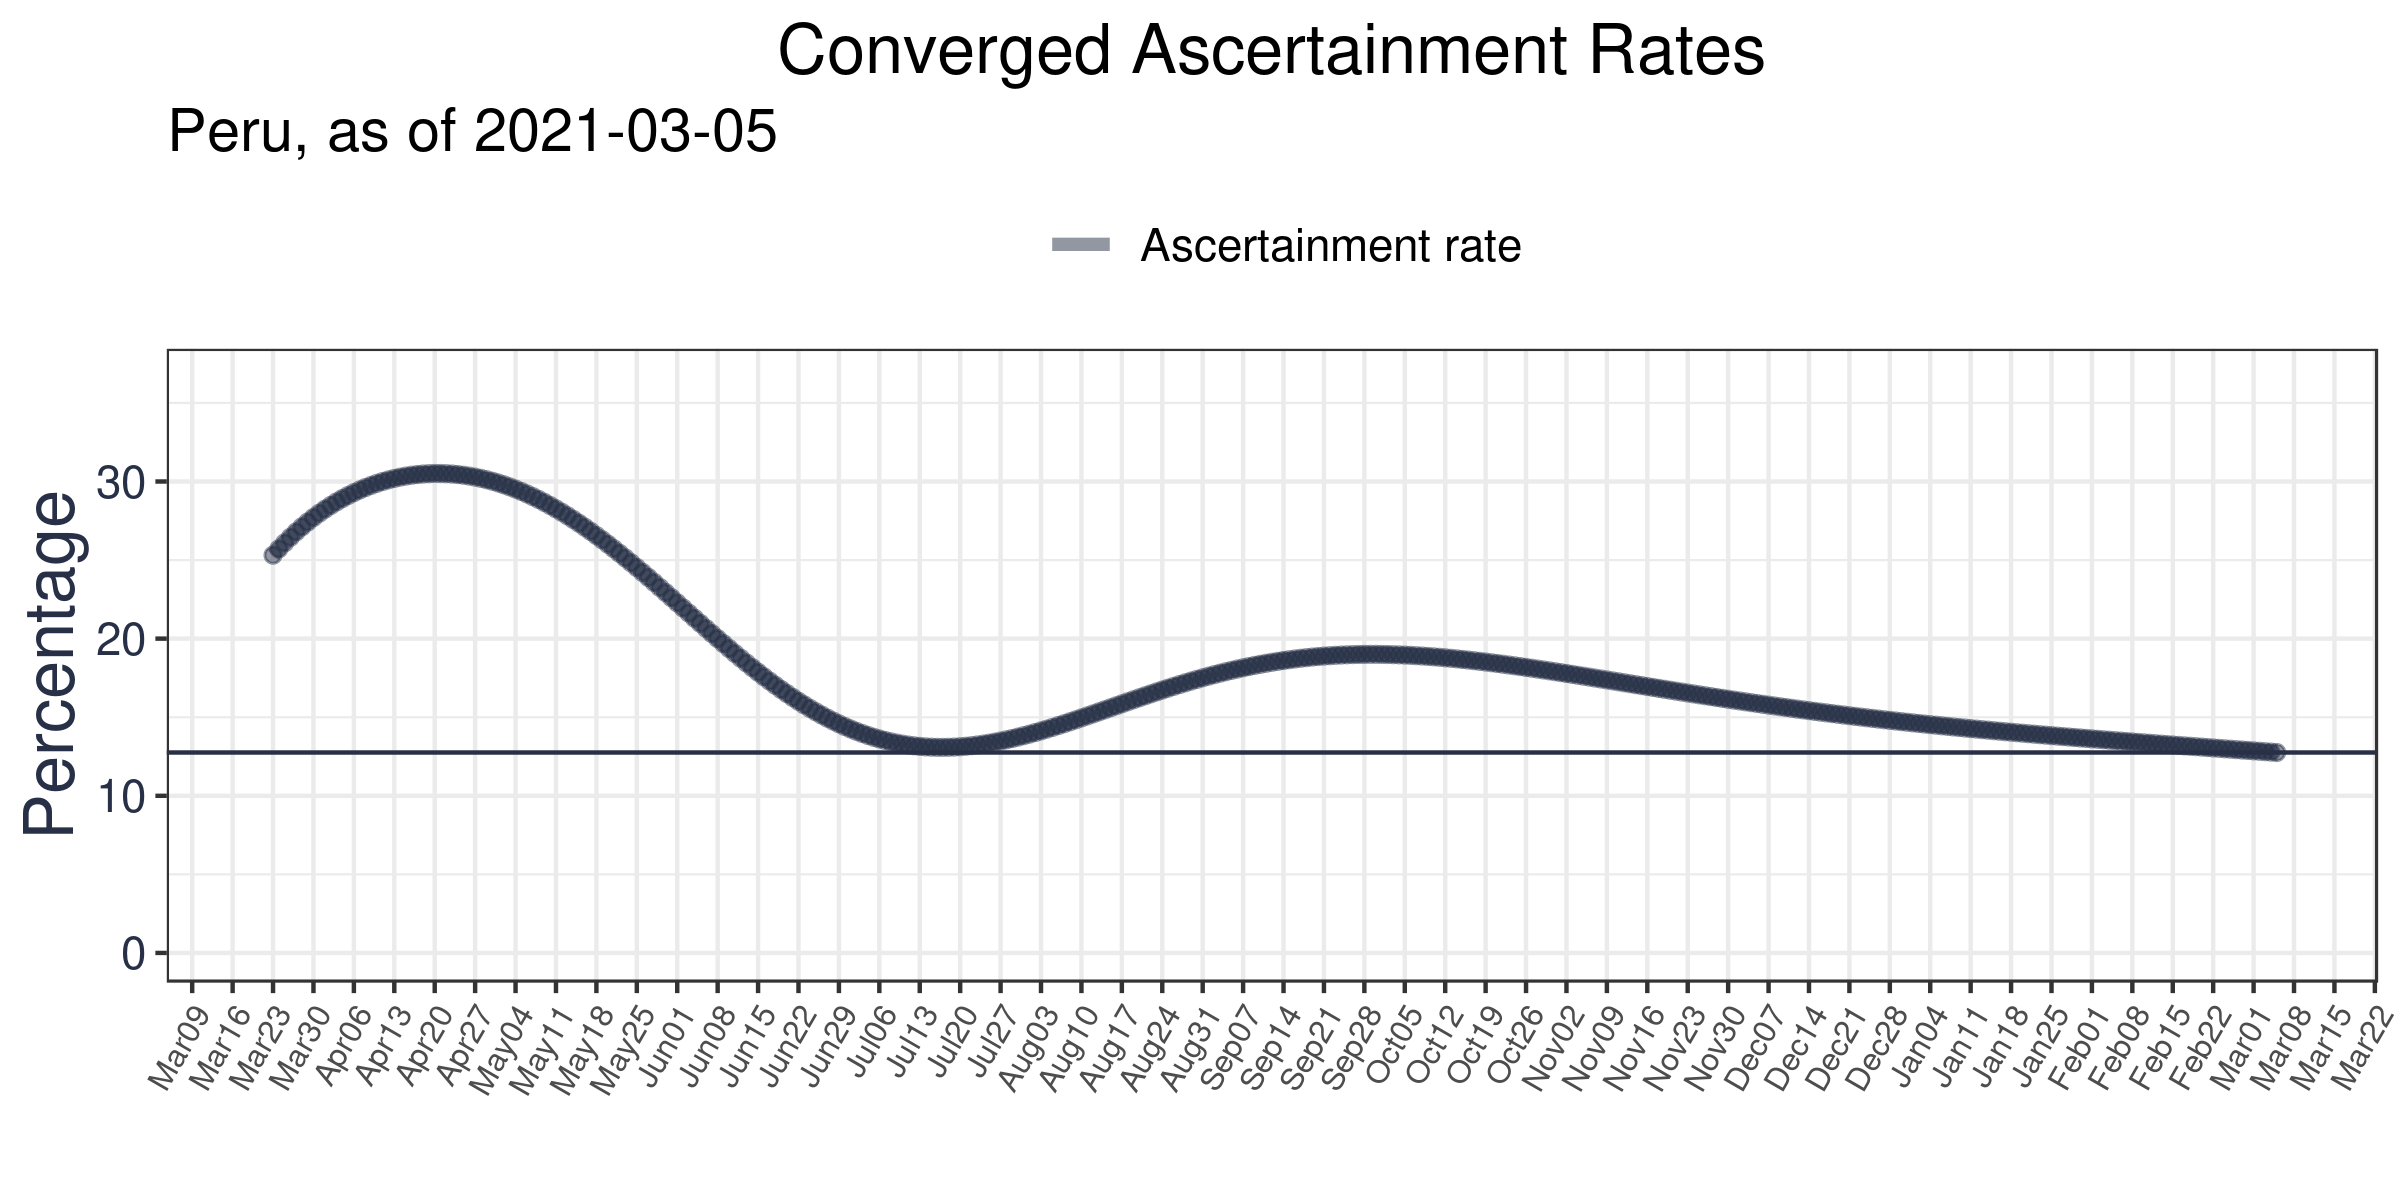 Converged Ascertainment Rates
Peru, as of 2021-03-05
Ascertainment rate
Percentage
30
20
10
0
Mar09
Mar16
Mar23
Mar30
Apr06
Apr13
Apr20
Apr27
May04
May11
May18
May25
Jun01
Jun08
Jun15
Jun22
Jun29
Jul06
Jul13
Jul20
Jul27
Aug03
Aug10
Aug17
Aug24
Aug31
Sep07
Sep14
Sep21
Sep28
Oct05
Oct12
Oct19
Oct26
Nov02
Nov09
Nov16
Nov23
Nov30
Dec07
Dec14
Dec21
Dec28
Jan04
Jan11
Jan18
Jan25
Feb01
Feb08
Feb15
Feb22
Mar01
Mar08
Mar15
Mar22